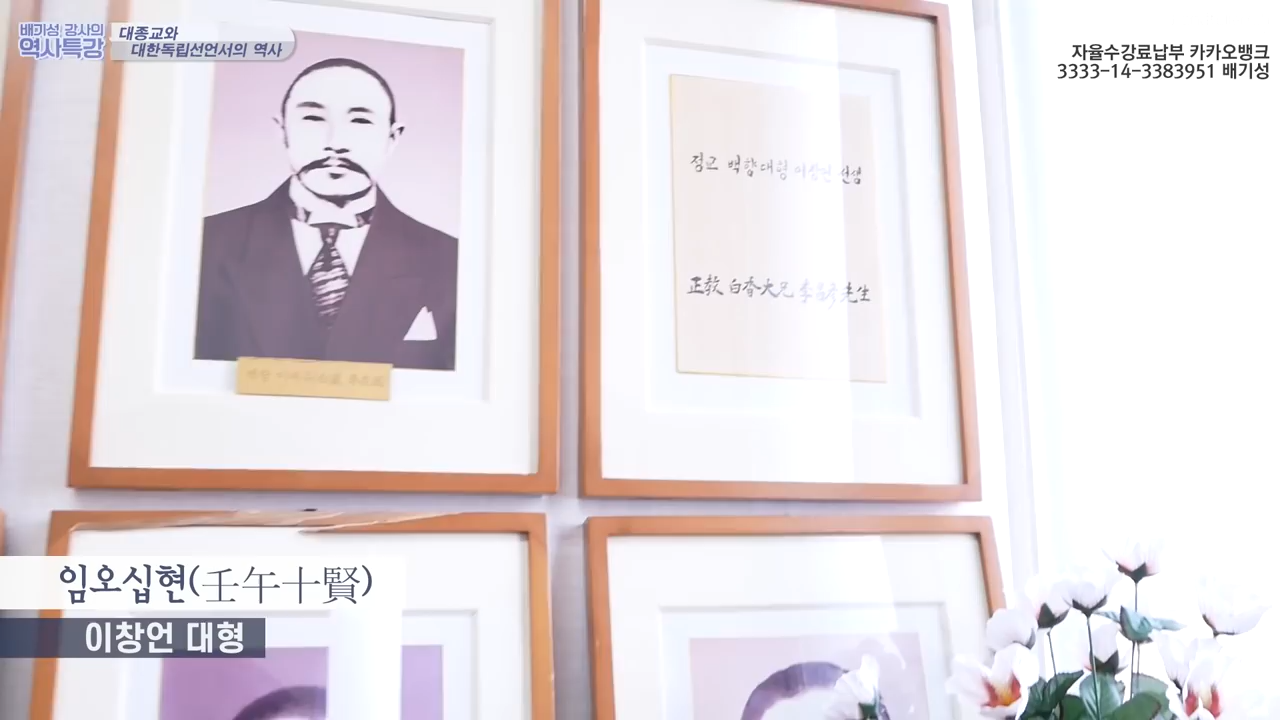 배기성 강사의
역사특강
대종교와
대한독립선언서의 역사
자율수강료납부 카카오뱅크
3333-14-3383951 배기성
정교 백향대형 이창언 선생
正敎 白香大兄 李昌彦 先生
임오십현(壬午十賢)
이창언 대형